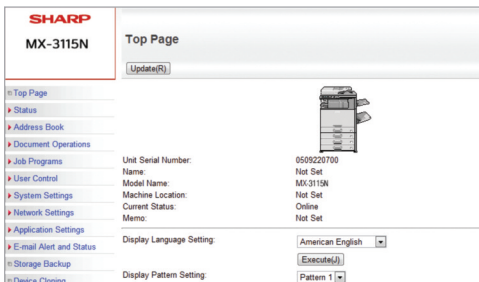 SHARP
MX-3115N
Top Page
Update(R)
Top Page
Status
Address Book
Document Operations
Job Programs
User Control
System Settings
Network Settings
Application Settings
E-mail Alert and Status
Storage Backup
Device Cloning
Unit Serial Number: 0509220700
Name: Not Set
Model Name: MX-3115N
Machine Location: Not Set
Current Status: Online
Memo: Not Set
Display Language Setting: American English
Execute(J)
Display Pattern Setting: Pattern 1